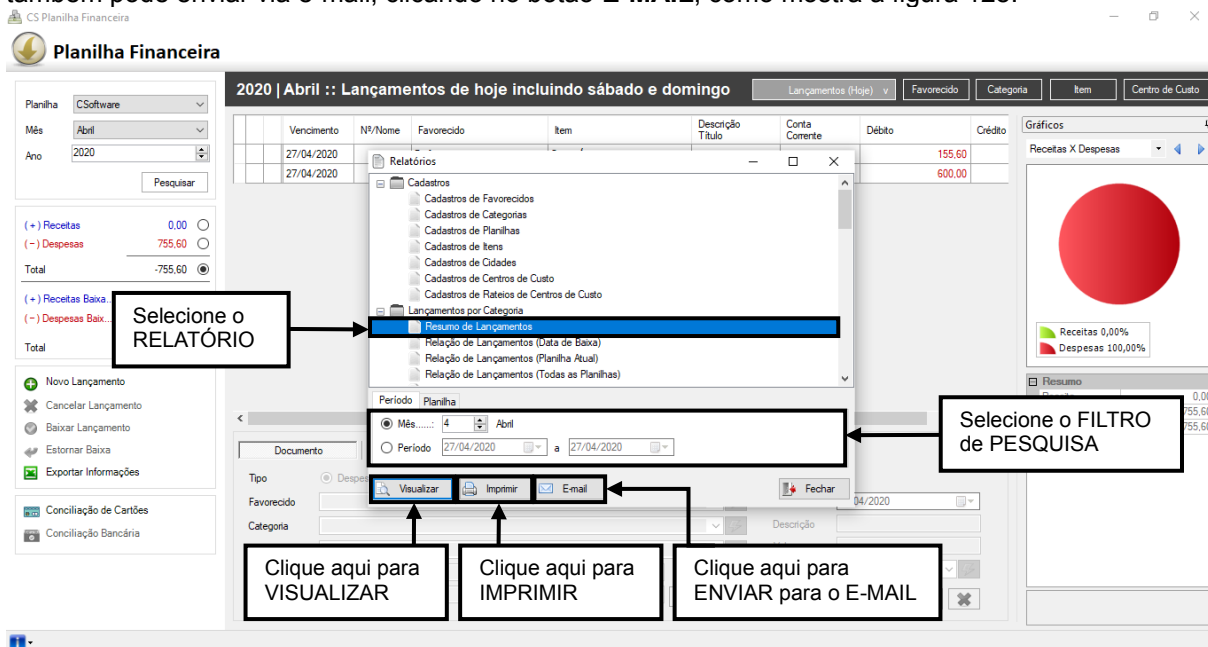 também pode enviar via e-mail, clicando no botão E-MAIL, como mostra a figura 125.
CS Planilha Financeira
Planilha Financeira
Planilha CSoftware
Mês Abril
Ano 2020
Pesquisar
(+) Receitas 0,00
(-) Despesas 755,60
Total -755,60
(+) Receitas Baixa..
(-) Despesas Baix..
Total
Novo Lançamento
Cancelar Lançamento
Baixar Lançamento
Estornar Baixa
Exportar Informações
Conciliação de Cartões
Conciliação Bancária
2020 | Abril :: Lançamentos de hoje incluindo sábado e domingo
Lançamentos (Hoje) v
Favorecido
Categoria
Item
Centro de Custo
Vencimento Nº/Nome Favorecido Item Descrição Título Conta Corrente Débito Crédito
27/04/2020 155,60
27/04/2020 600,00
Relatórios
Cadastros
Cadastros de Favorecidos
Cadastros de Categorias
Cadastros de Planilhas
Cadastros de Itens
Cadastros de Cidades
Cadastros de Centros de Custo
Cadastros de Rateios de Centros de Custo
Lançamentos por Categoria
Resumo de Lançamentos
Relação de Lançamentos (Data de Baixa)
Relação de Lançamentos (Planilha Atual)
Relação de Lançamentos (Todas as Planilhas)
Período Planilha
Mês......: 4 Abril
Período 27/04/2020 a 27/04/2020
Visualizar
Imprimir
E-mail
Fechar
Documento
Tipo Despes
Favorecido 04/2020
Categoria Descrição
Gráficos
Receitas X Despesas
Receitas 0,00%
Despesas 100,00%
Resumo
0,00
755,60
755,60
Selecione o
RELATÓRIO
Selecione o FILTRO
de PESQUISA
Clique aqui para
VISUALIZAR
Clique aqui para
IMPRIMIR
Clique aqui para
ENVIAR para o E-MAIL